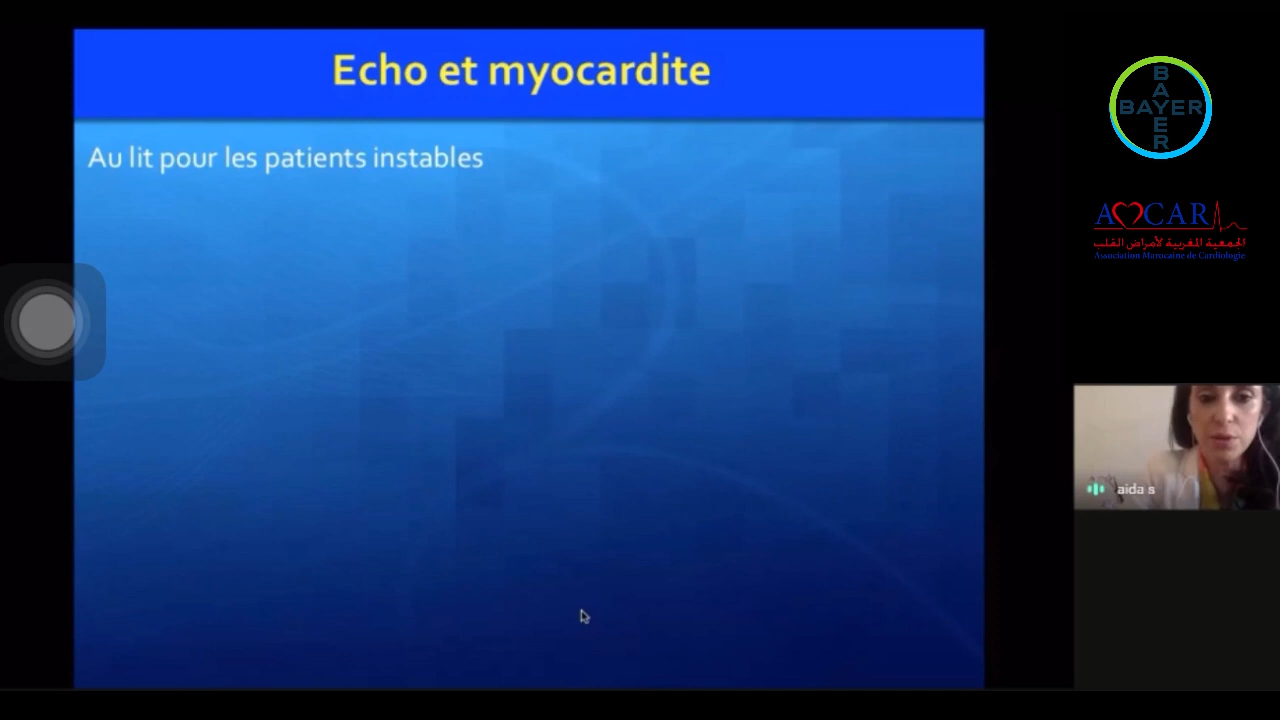 Echo et myocardite
Au lit pour les patients instables
BAYER
BAYER
AMCAR
الجمعية المغربية لأمراض القلب
Association Marocaine de Cardiologie
aida s